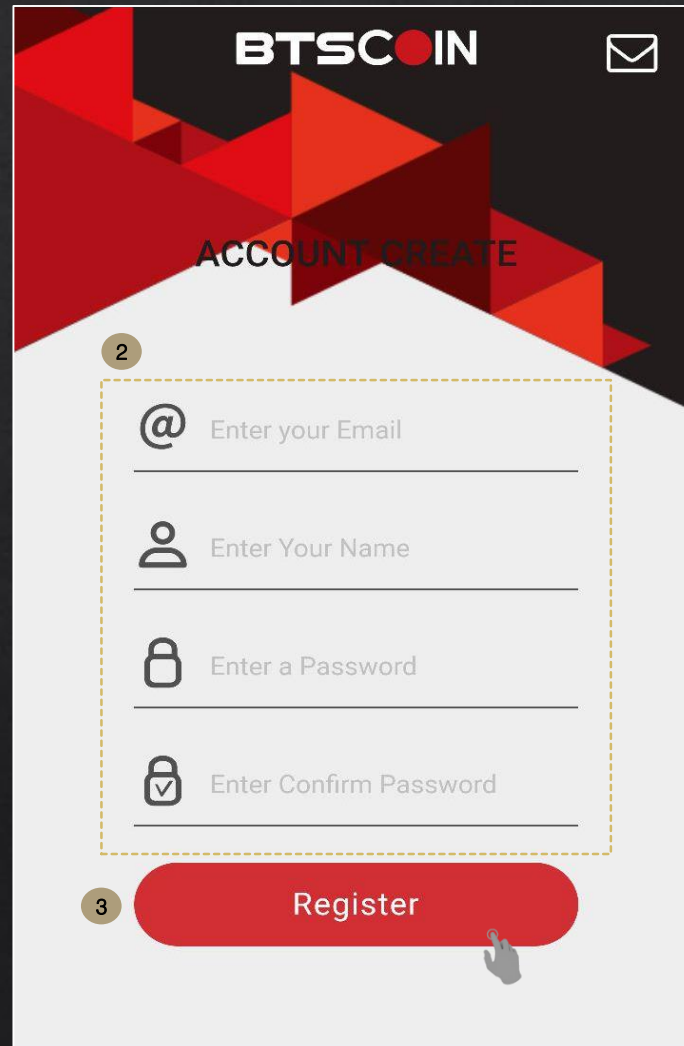 BTSCOIN
ACCOUNT CREATE
2
@ Enter your Email
Enter Your Name
Enter a Password
Enter Confirm Password
3
Register